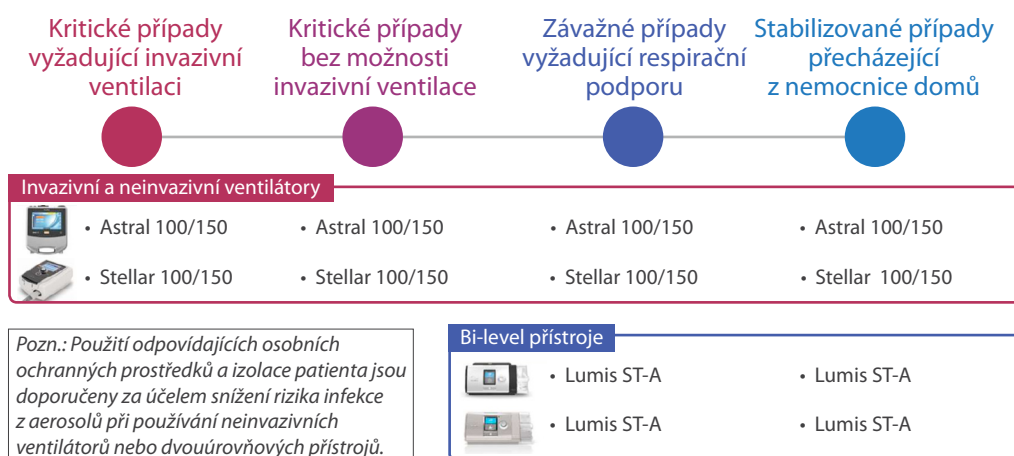 Kritické případy
vyžadující invazivní
ventilaci
Kritické případy
bez možnosti
invazivní ventilace
Závažné případy
vyžadující respirační
podporu
Stabilizované případy
přecházející
z nemocnice domů
Invazivní a neinvazivní ventilátory
• Astral 100/150
• Astral 100/150
• Astral 100/150
• Astral 100/150
• Stellar 100/150
• Stellar 100/150
• Stellar 100/150
• Stellar 100/150
Pozn.: Použití odpovídajících osobních
ochranných prostředků a izolace patienta jsou
doporučeny za účelem snížení rizika infekce
z aerosolů při používání neinvazivních
ventilátorů nebo dvouúrovňových přístrojů.
Bi-level přístroje
• Lumis ST-A
• Lumis ST-A
• Lumis ST-A
• Lumis ST-A